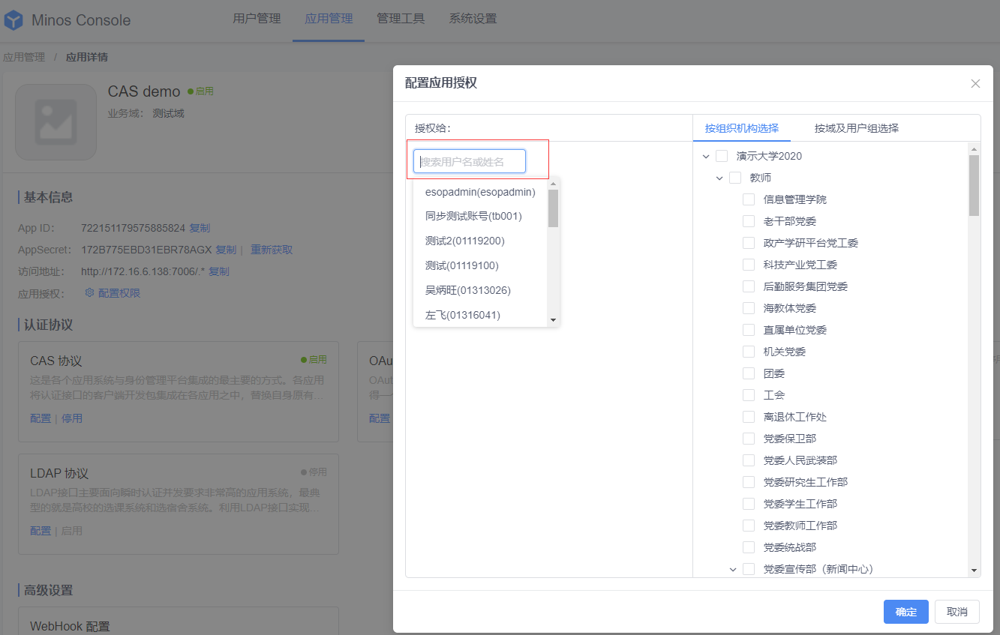 Minos Console
用户管理
应用管理
管理工具
系统设置
应用管理 / 应用详情
CAS demo
启用
业务域： 测试域
基本信息
App ID： 722151179575885824 复制
AppSecret： 172B775EBD31EBR78AGX 复制 | 重新获取
访问地址： http://172.16.6.138:7006/.* 复制
应用授权： 配置权限
认证协议
CAS 协议
启用
这是各个应用系统与身份管理平台集成的最主要的方式。各应用
将认证接口的客户端开发包集成在各应用之中，替换自身原有...
配置 | 停用
OAu
OAut
得一
配置
LDAP 协议
停用
LDAP接口主要面向瞬时认证并发要求非常高的应用系统，最典
型的就是高校的选课系统和选宿舍系统。利用LDAP接口实现...
配置 | 启用
高级设置
WebHook 配置
配置应用授权
授权给：
搜索用户名或姓名
esopadmin(esopadmin)
同步测试账号(tb001)
测试2(01119200)
测试(01119100)
吴炳旺(01313026)
左飞(01316041)
按组织机构选择
按域及用户组选择
演示大学2020
教师
信息管理学院
老干部党委
政产学研平台党工委
科技产业党工委
后勤服务集团党委
海教体党委
直属单位党委
机关党委
团委
工会
离退休工作处
党委保卫部
党委人民武装部
党委研究生工作部
党委学生工作部
党委教师工作部
党委统战部
党委宣传部（新闻中心）
确定
取消